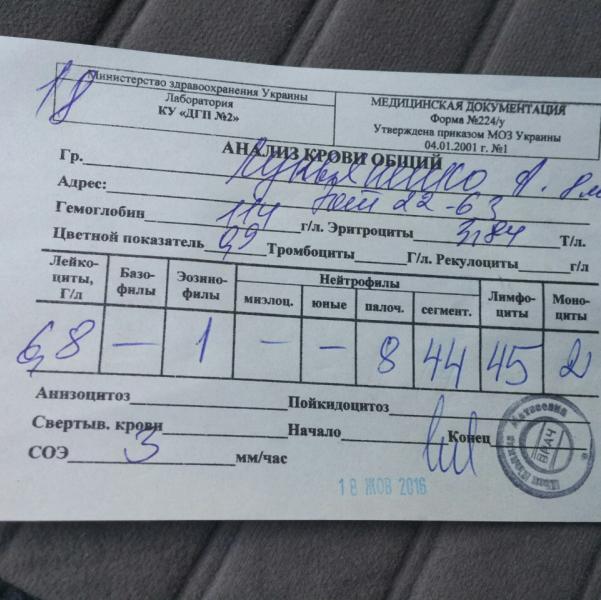 18
Министерство здравоохранения Украины
Лаборатория
КУ «ДГП №2»
МЕДИЦИНСКАЯ ДОКУМЕНТАЦИЯ
Форма №224/у
Утверждена приказом МОЗ Украины
04.01.2001 г. №1
АНАЛИЗ КРОВИ ОБЩИЙ
Гр.
Адрес: 22-63
Гемоглобин 114 г/л. Эритроциты 3,84 Т/л.
Цветной показатель 0,9 Тромбоциты Г/л. Рекулоциты г/л
Лейко-
циты,
Г/л
Базо-
филы
Эозино-
филы
Нейтрофилы
миэлоц.
юные
палоч.
сегмент.
Лимфо-
циты
Моно-
циты
6,8 — 1 — — 8 44 45 2
Анизоцитоз Пойкидоцитоз
Свертыв. крови Начало Конец
СОЭ 3 мм/час
18 ЖОВ 2016
ВРАЧ